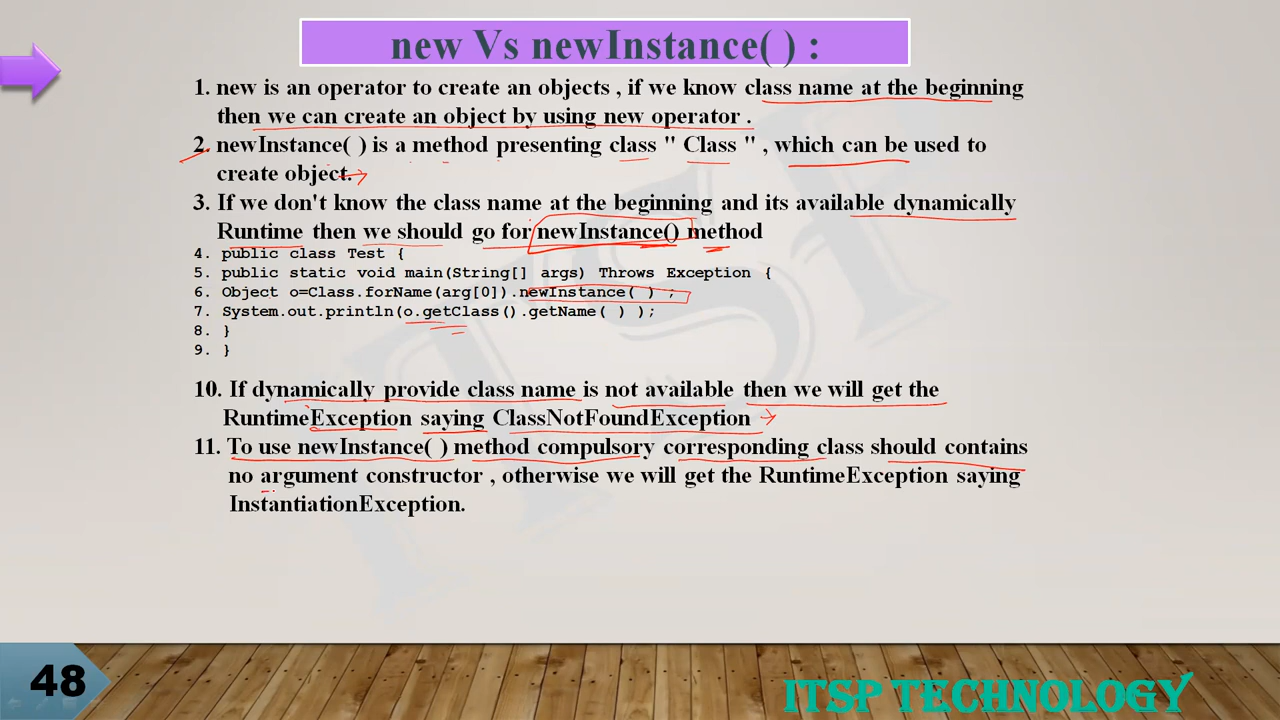 new Vs newInstance( ) :
1. new is an operator to create an objects , if we know class name at the beginning
then we can create an object by using new operator .
2. newInstance( ) is a method presenting class " Class " , which can be used to
create object.
3. If we don't know the class name at the beginning and its available dynamically
Runtime then we should go for newInstance() method
4. public class Test {
5. public static void main(String[] args) Throws Exception {
6. Object o=Class.forName(arg[0]).newInstance( ) ;
7. System.out.println(o.getClass().getName( ) );
8. }
9. }
10. If dynamically provide class name is not available then we will get the
RuntimeException saying ClassNotFoundException
11. To use newInstance( ) method compulsory corresponding class should contains
no argument constructor , otherwise we will get the RuntimeException saying
InstantiationException.
ITSP
48
ITSP TECHNOLOGY